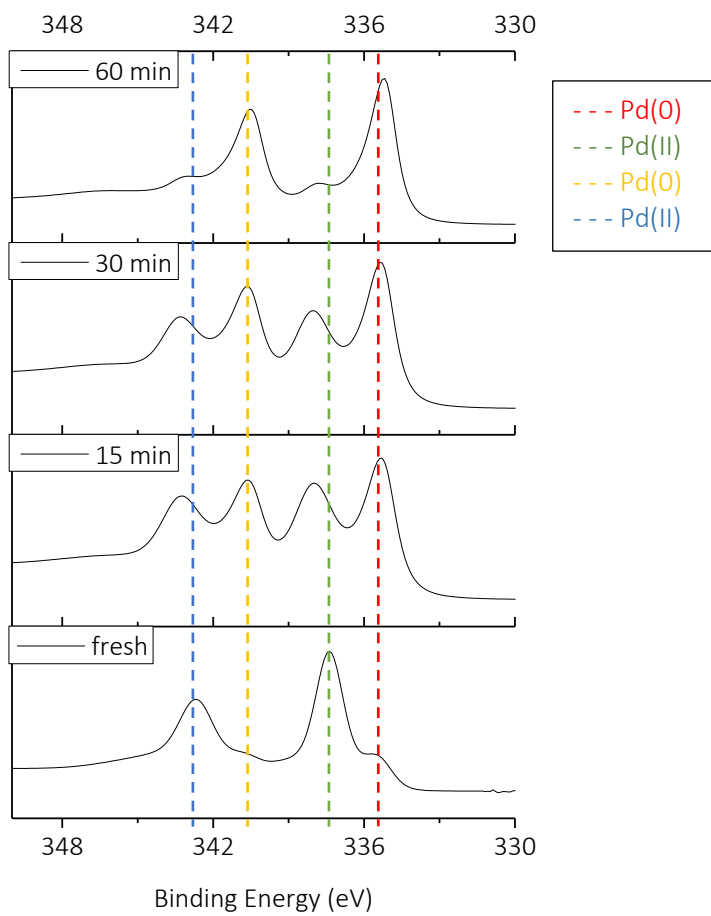 348 342 336 330
60 min
30 min
15 min
fresh
348 342 336 330
Binding Energy (eV)
Pd(0)
Pd(II)
Pd(0)
Pd(II)